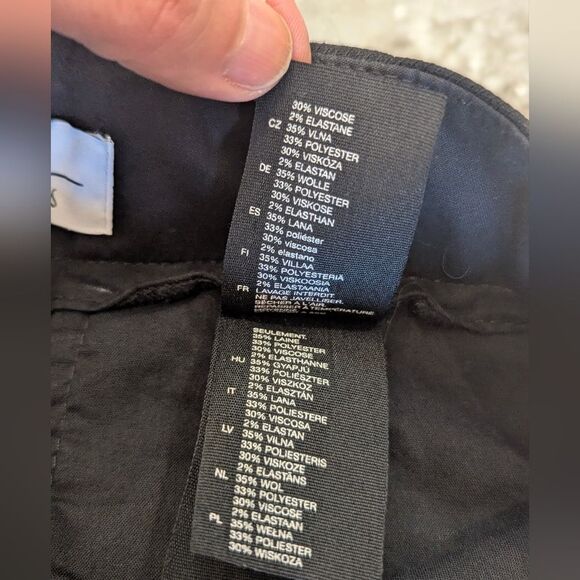 30% VISCOSE
2% ELASTANE
CZ 35% VLNA
33% POLYESTER
30% VISKÓZA
2% ELASTAN
DE 35% WOLLE
33% POLYESTER
30% VISKOSE
2% ELASTHAN
ES 35% LANA
33% poliéster
30% viscosa
2% elastano
FI 35% VILLAA
33% POLYESTERIA
30% VISKOOSIA
2% ELASTAANIA
FR LAVAGE INTERDIT.
NE PAS JAVELLISER.
SÉCHER À L'AIR.
REPASSER À TEMPÉRATURE
SEULEMENT.
35% LAINE
33% POLYESTER
30% VISCOSE
2% ELASTHANNE
HU 35% GYAPJÚ
33% POLIÉSZTER
30% VISZKÓZ
2% ELASZTÁN
IT 35% LANA
33% POLIESTERE
30% VISCOSA
2% ELASTAN
LV 35% VILNA
33% POLIESTERIS
30% VISKOZE
2% ELASTĀNS
NL 35% WOL
33% POLYESTER
30% VISCOSE
2% ELASTAAN
PL 35% WEŁNA
33% POLIESTER
30% WISKOZA